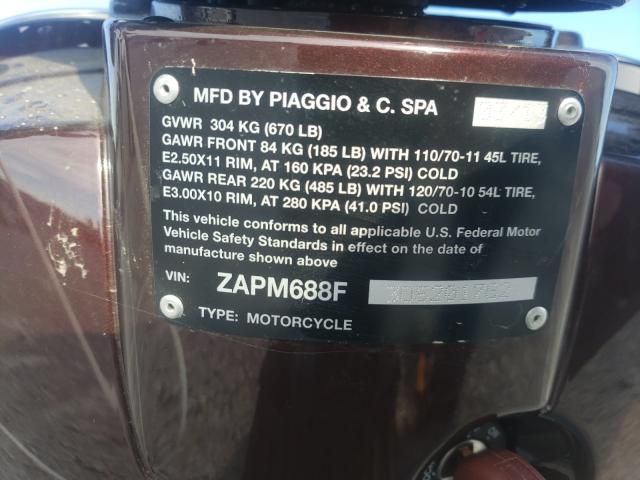 MFD BY PIAGGIO & C. SPA
GVWR 304 KG (670 LB)
GAWR FRONT 84 KG (185 LB) WITH 110/70-11 45L TIRE,
E2.50X11 RIM, AT 160 KPA (23.2 PSI) COLD
GAWR REAR 220 KG (485 LB) WITH 120/70-10 54L TIRE,
E3.00X10 RIM, AT 280 KPA (41.0 PSI) COLD
This vehicle conforms to all applicable U.S. Federal Motor
Vehicle Safety Standards in effect on the date of
manufacture shown above
VIN: ZAPM688F
TYPE: MOTORCYCLE